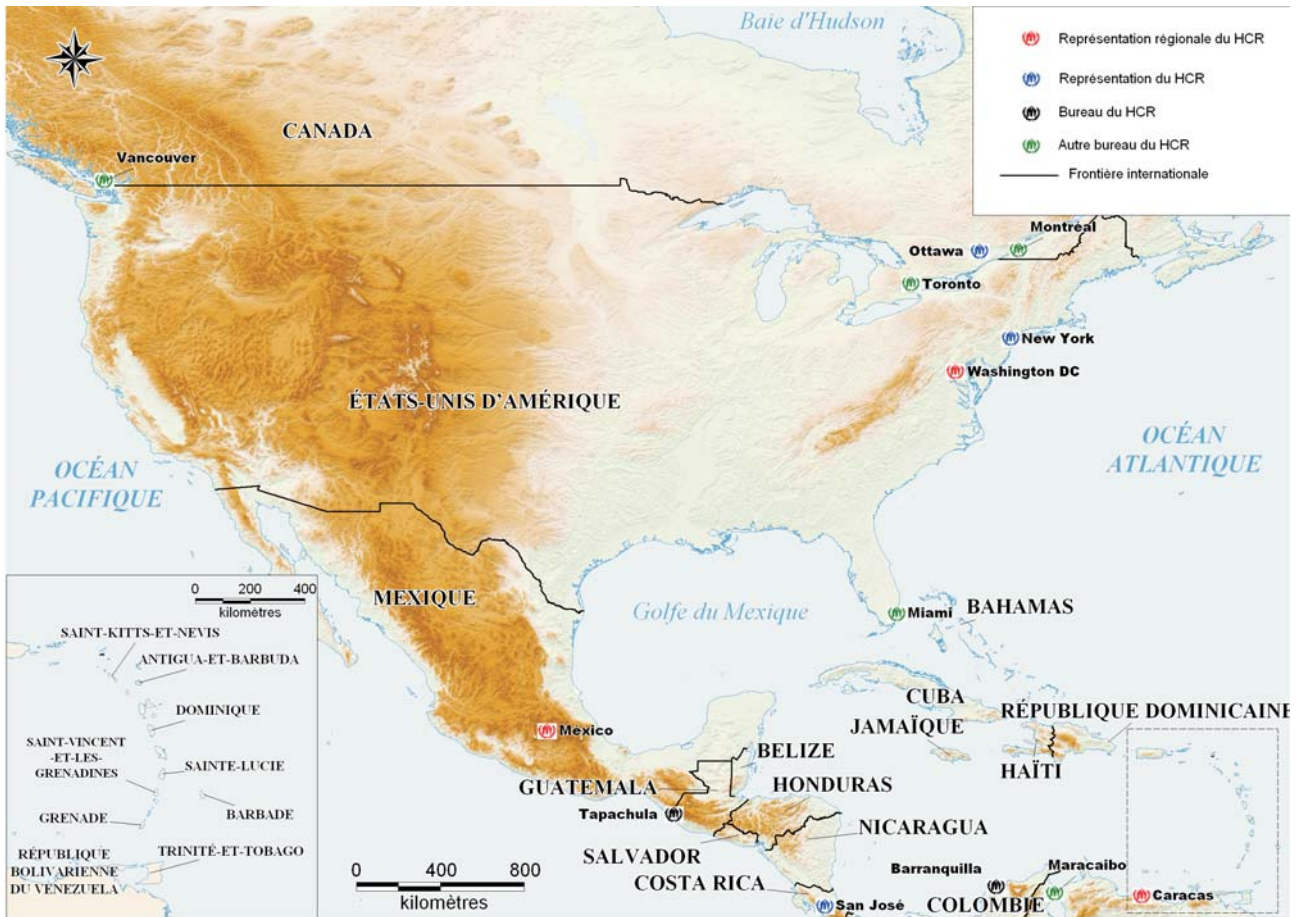 Baie d'Hudson
Représentation régionale du HCR
Représentation du HCR
Bureau du HCR
Autre bureau du HCR
Frontière internationale
CANADA
Vancouver
Montréal
Ottawa
Toronto
New York
Washington DC
ÉTATS-UNIS D'AMÉRIQUE
OCÉAN
PACIFIQUE
OCÉAN
ATLANTIQUE
MEXIQUE
Golfe du Mexique
Miami
BAHAMAS
CUBA
JAMAÏQUE
RÉPUBLIQUE DOMINICAINE
HAÏTI
México
BELIZE
GUATEMALA
HONDURAS
Tapachula
NICARAGUA
SALVADOR
COSTA RICA
San José
Barranquilla
Maracaibo
COLOMBIE
Caracas
0 400 800
kilomètres
0 200 400
kilomètres
SAINT-KITTS-ET-NEVIS
ANTIGUA-ET-BARBUDA
DOMINIQUE
SAINT-VINCENT
-ET-LES-
GRENADINES
SAINTE-LUCIE
GRENADE
BARBADE
TRINITÉ-ET-TOBAGO
RÉPUBLIQUE
BOLIVARIENNE
DU VENEZUELA